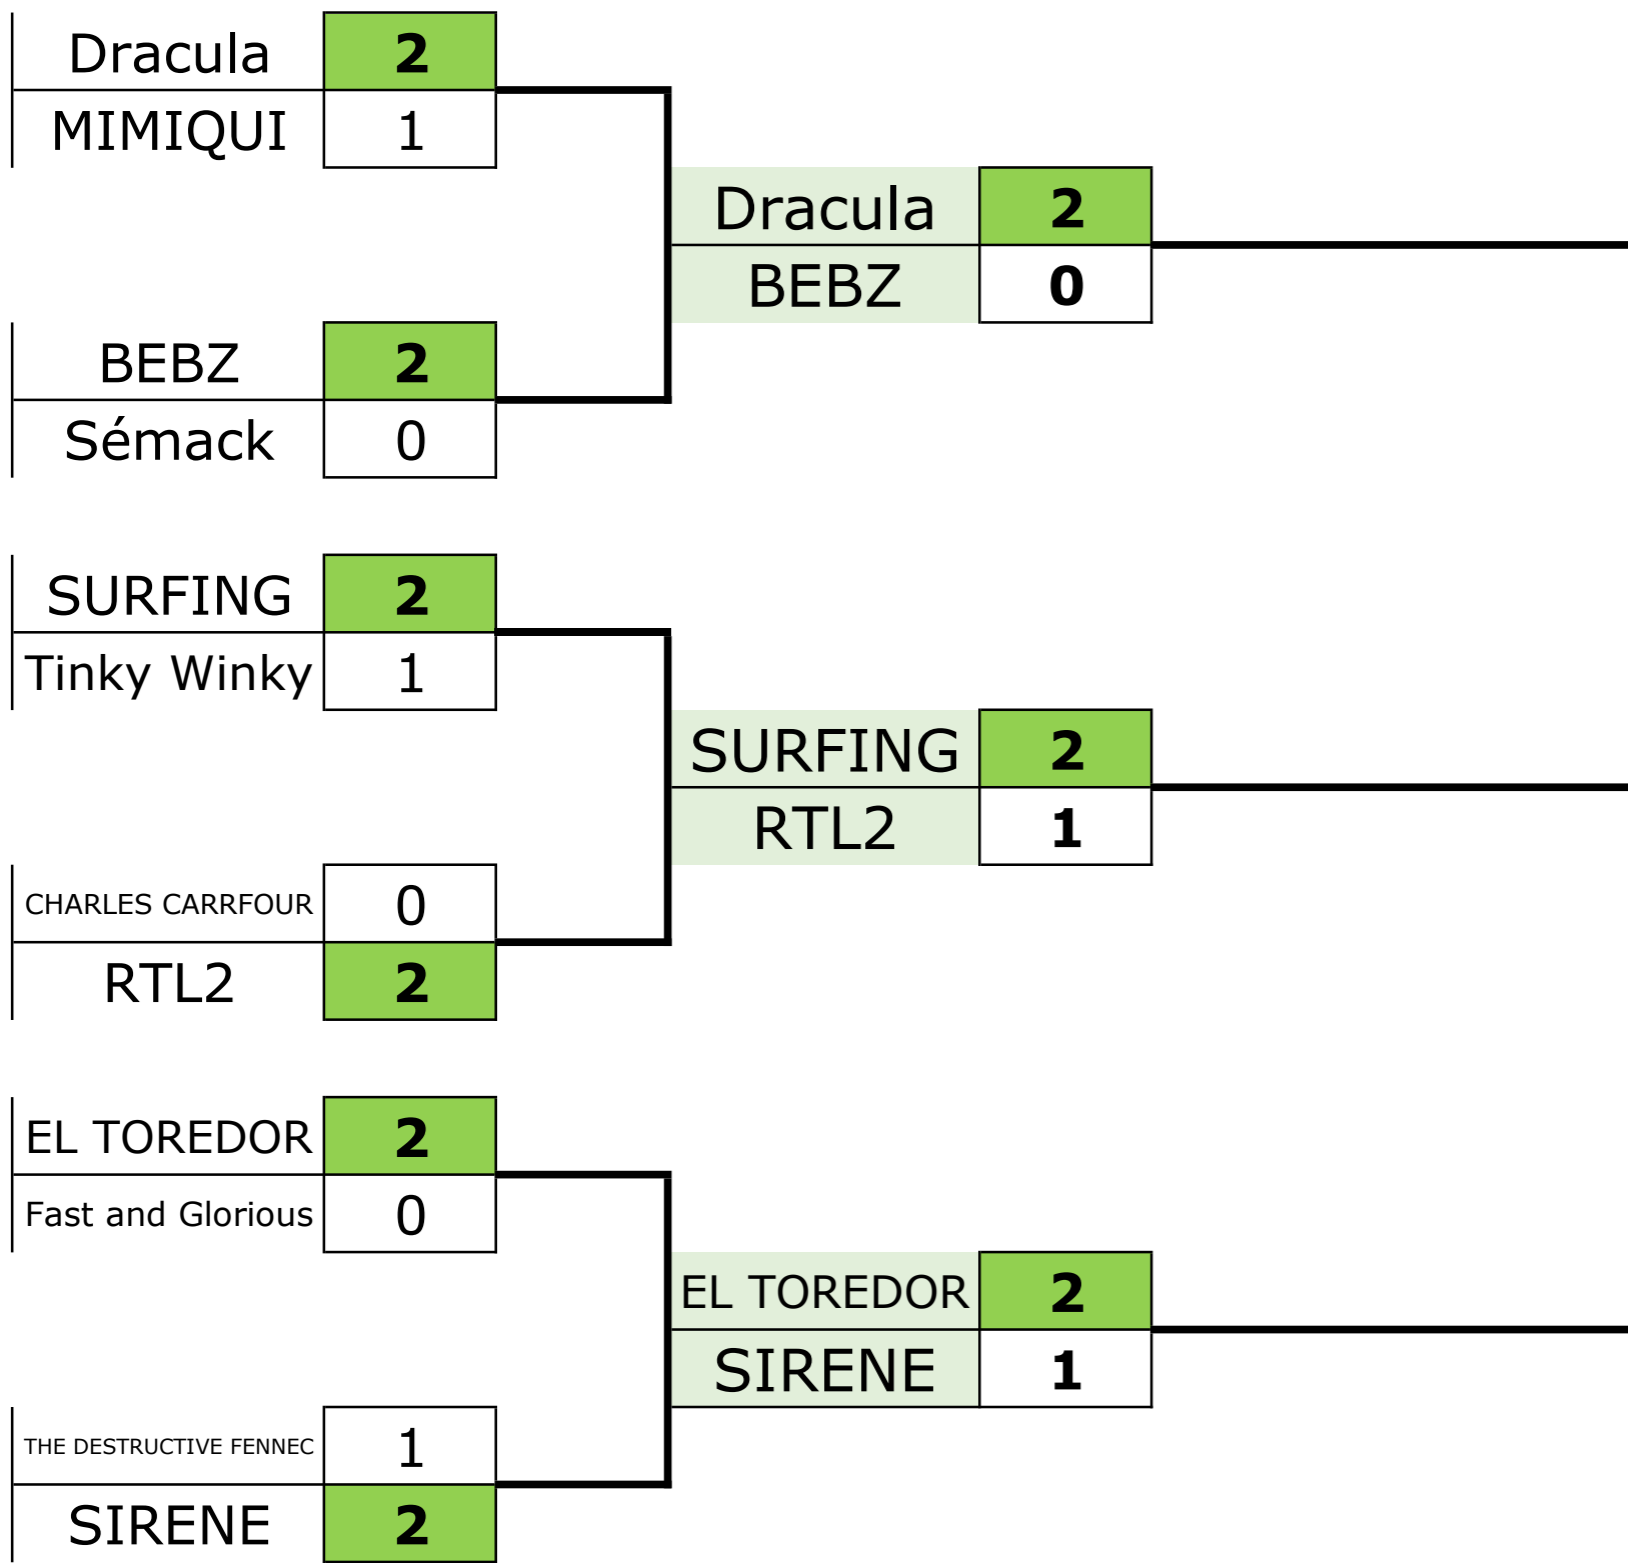 Dracula 2
MIMIQUI 1
Dracula 2
BEBZ 0
BEBZ 2
Sémack 0
SURFING 2
Tinky Winky 1
SURFING 2
RTL2 1
CHARLES CARRFOUR 0
RTL2 2
EL TOREDOR 2
Fast and Glorious 0
EL TOREDOR 2
SIRENE 1
THE DESTRUCTIVE FENNEC 1
SIRENE 2